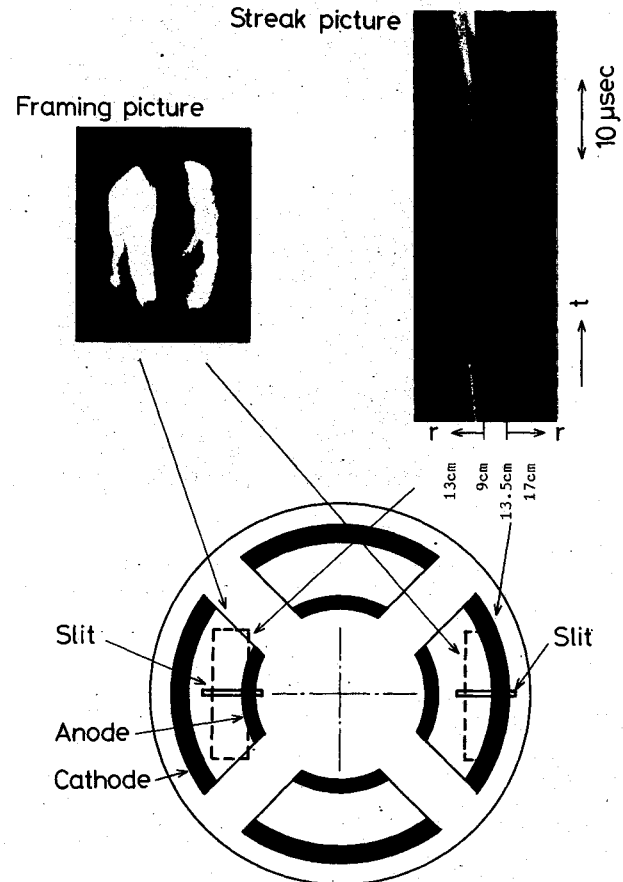 Streak picture
Framing picture
10 μsec
t
r r
13cm
9cm
13.5cm
17cm
Slit
Slit
Anode
Cathode